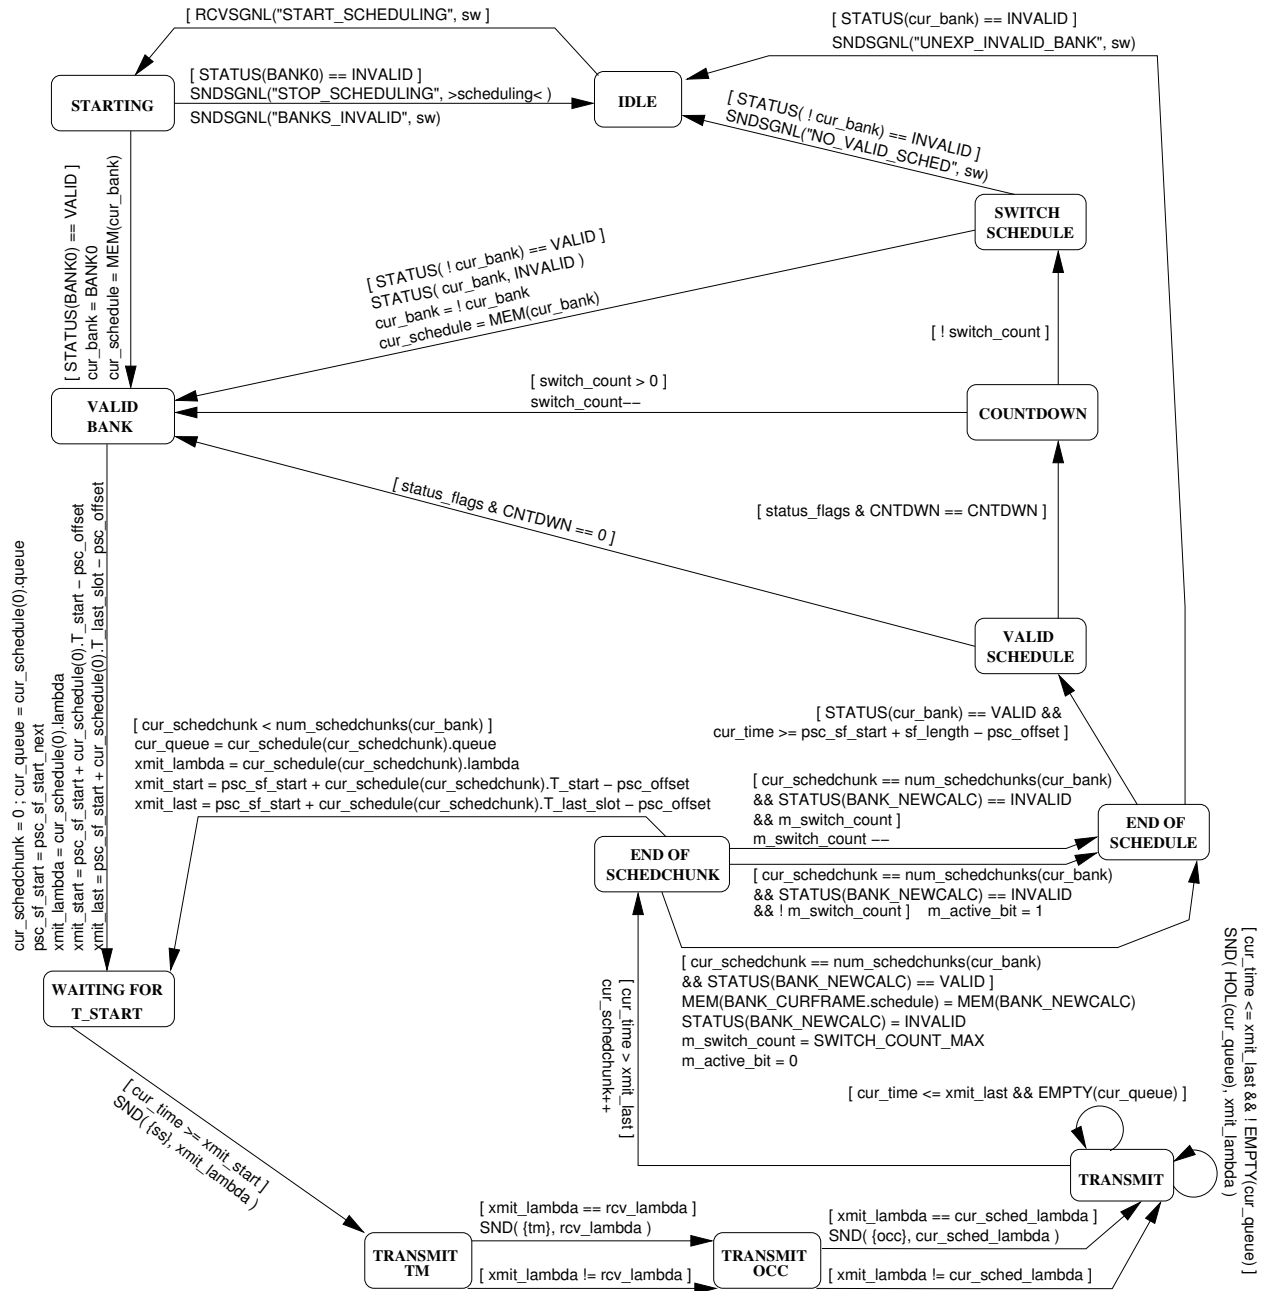 [ RCVSGNL("START_SCHEDULING", sw ]
[ STATUS(cur_bank) == INVALID ]
SNDSGNL("UNEXP_INVALID_BANK", sw)
STARTING
[ STATUS(BANK0) == INVALID ]
SNDSGNL("STOP_SCHEDULING", >scheduling< )
SNDSGNL("BANKS_INVALID", sw)
IDLE
[ STATUS( ! cur_bank) == INVALID ]
SNDSGNL("NO_VALID_SCHED", sw)
[ STATUS(BANK0) == VALID ]
cur_bank = BANK0
cur_schedule = MEM(cur_bank)
SWITCH
SCHEDULE
[ STATUS( ! cur_bank) == VALID ]
STATUS( cur_bank, INVALID )
cur_bank = ! cur_bank
cur_schedule = MEM(cur_bank)
[ ! switch_count ]
[ switch_count > 0 ]
switch_count−−
VALID
BANK
COUNTDOWN
[ status_flags & CNTDWN == 0 ]
[ status_flags & CNTDWN == CNTDWN ]
cur_schedchunk = 0 ; cur_queue = cur_schedule(0).queue
psc_sf_start = psc_sf_start_next
xmit_lambda = cur_schedule(0).lambda
xmit_start = psc_sf_start + cur_schedule(0).T_start − psc_offset
xmit_last = psc_sf_start + cur_schedule(0).T_last_slot − psc_offset
VALID
SCHEDULE
[ STATUS(cur_bank) == VALID &&
cur_time >= psc_sf_start + sf_length − psc_offset ]
[ cur_schedchunk < num_schedchunks(cur_bank) ]
cur_queue = cur_schedule(cur_schedchunk).queue
xmit_lambda = cur_schedule(cur_schedchunk).lambda
xmit_start = psc_sf_start + cur_schedule(cur_schedchunk).T_start − psc_offset
xmit_last = psc_sf_start + cur_schedule(cur_schedchunk).T_last_slot − psc_offset
[ cur_schedchunk == num_schedchunks(cur_bank)
&& STATUS(BANK_NEWCALC) == INVALID
&& m_switch_count ]
m_switch_count −−
END OF
SCHEDULE
END OF
SCHEDCHUNK
[ cur_schedchunk == num_schedchunks(cur_bank)
&& STATUS(BANK_NEWCALC) == INVALID
&& ! m_switch_count ] m_active_bit = 1
[ cur_schedchunk == num_schedchunks(cur_bank)
&& STATUS(BANK_NEWCALC) == VALID ]
MEM(BANK_CURFRAME.schedule) = MEM(BANK_NEWCALC)
STATUS(BANK_NEWCALC) = INVALID
m_switch_count = SWITCH_COUNT_MAX
m_active_bit = 0
WAITING FOR
T_START
[ cur_time > xmit_last ]
cur_schedchunk++
[ cur_time <= xmit_last && ! EMPTY(cur_queue) ]
SND( HOL(cur_queue), xmit_lambda )
[ cur_time <= xmit_last && EMPTY(cur_queue) ]
[ cur_time >= xmit_start ]
SND( {ss}, xmit_lambda )
TRANSMIT
[ xmit_lambda == rcv_lambda ]
SND( {tm}, rcv_lambda )
[ xmit_lambda == cur_sched_lambda ]
SND( {occ}, cur_sched_lambda )
TRANSMIT
TM
TRANSMIT
OCC
[ xmit_lambda != rcv_lambda ]
[ xmit_lambda != cur_sched_lambda ]